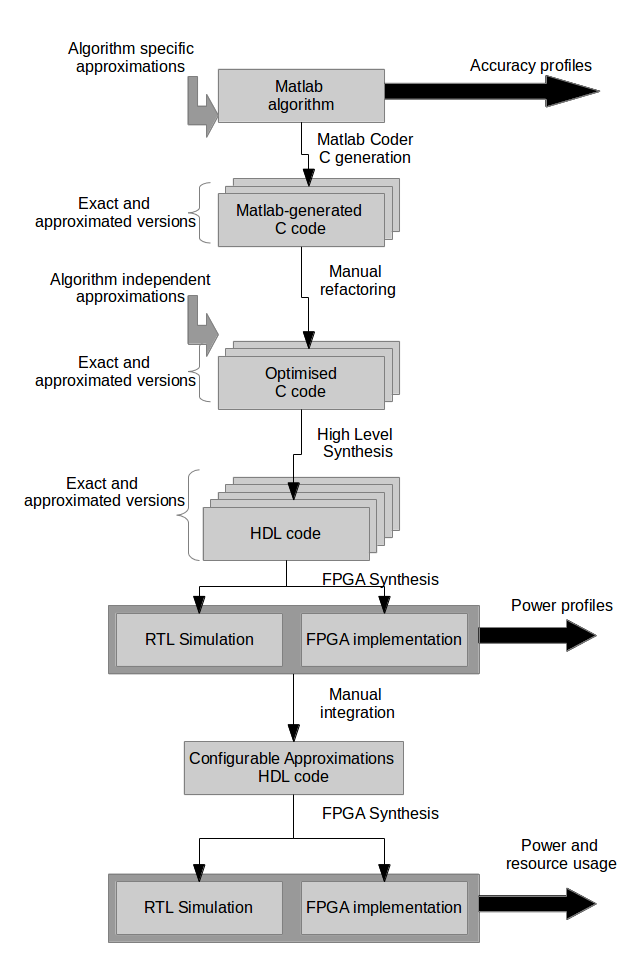 Algorithm specific
approximations
Matlab
algorithm
Accuracy profiles
Matlab Coder
C generation
Exact and
approximated versions
Matlab-generated
C code
Manual
refactoring
Algorithm independent
approximations
Exact and
approximated versions
Optimised
C code
High Level
Synthesis
Exact and
approximated versions
HDL code
FPGA Synthesis
RTL Simulation
FPGA implementation
Power profiles
Manual
integration
Configurable Approximations
HDL code
FPGA Synthesis
RTL Simulation
FPGA implementation
Power and
resource usage